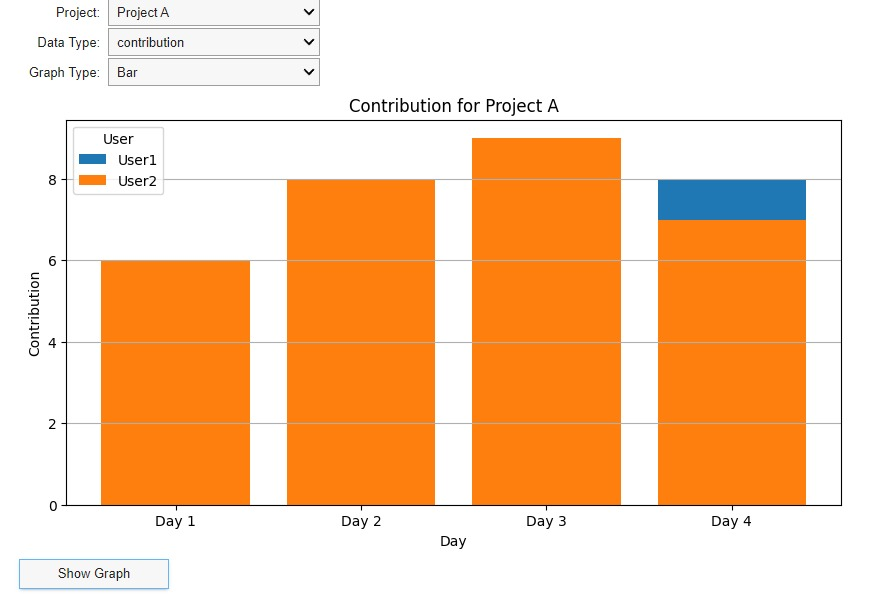 Project: Project A
Data Type: contribution
Graph Type: Bar
Contribution for Project A
User
User1
User2
8
6
4
2
0
Contribution
Day 1 Day 2 Day 3 Day 4
Day
Show Graph